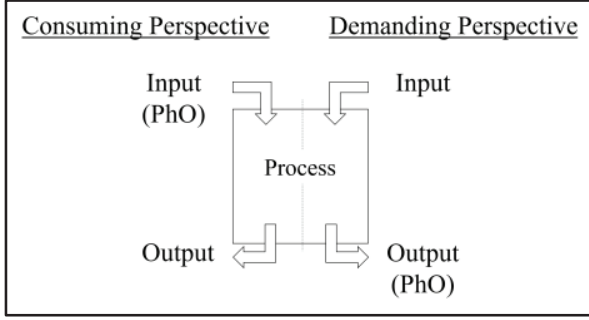 Consuming Perspective
Demanding Perspective
Input
(PhO)
Input
Process
Output
Output
(PhO)